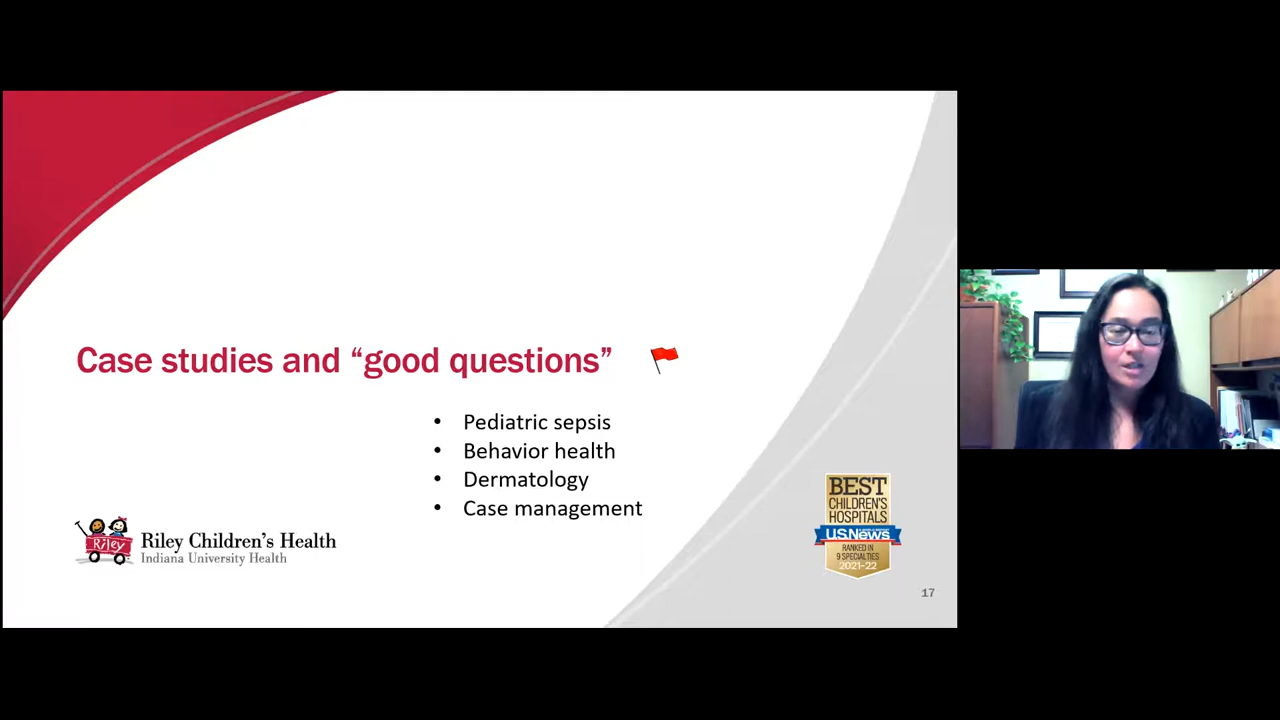 Case studies and “good questions”
• Pediatric sepsis
• Behavior health
• Dermatology
• Case management
Riley
Riley Children's Health
Indiana University Health
BEST
CHILDREN'S
HOSPITALS
U.S.News
RANKED IN
9 SPECIALTIES
2021-22
17